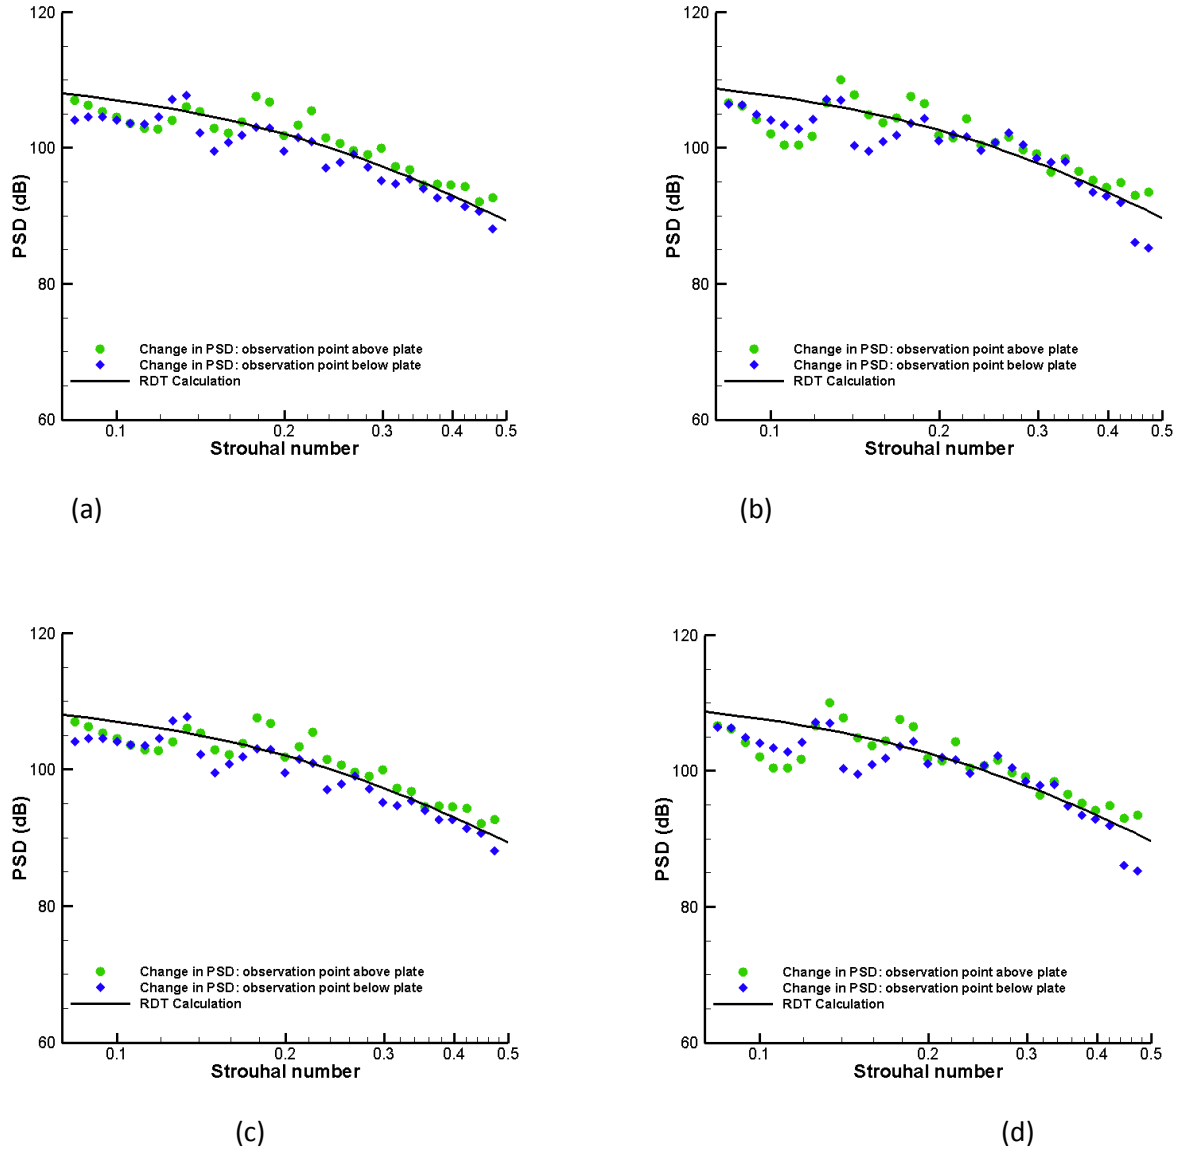 120
100
80
60
PSD (dB)
Change in PSD: observation point above plate
Change in PSD: observation point below plate
RDT Calculation
0.1 0.2 0.3 0.4 0.5
Strouhal number
(a)
120
100
80
60
PSD (dB)
Change in PSD: observation point above plate
Change in PSD: observation point below plate
RDT Calculation
0.1 0.2 0.3 0.4 0.5
Strouhal number
(b)
120
100
80
60
PSD (dB)
Change in PSD: observation point above plate
Change in PSD: observation point below plate
RDT Calculation
0.1 0.2 0.3 0.4 0.5
Strouhal number
(c)
120
100
80
60
PSD (dB)
Change in PSD: observation point above plate
Change in PSD: observation point below plate
RDT Calculation
0.1 0.2 0.3 0.4 0.5
Strouhal number
(d)